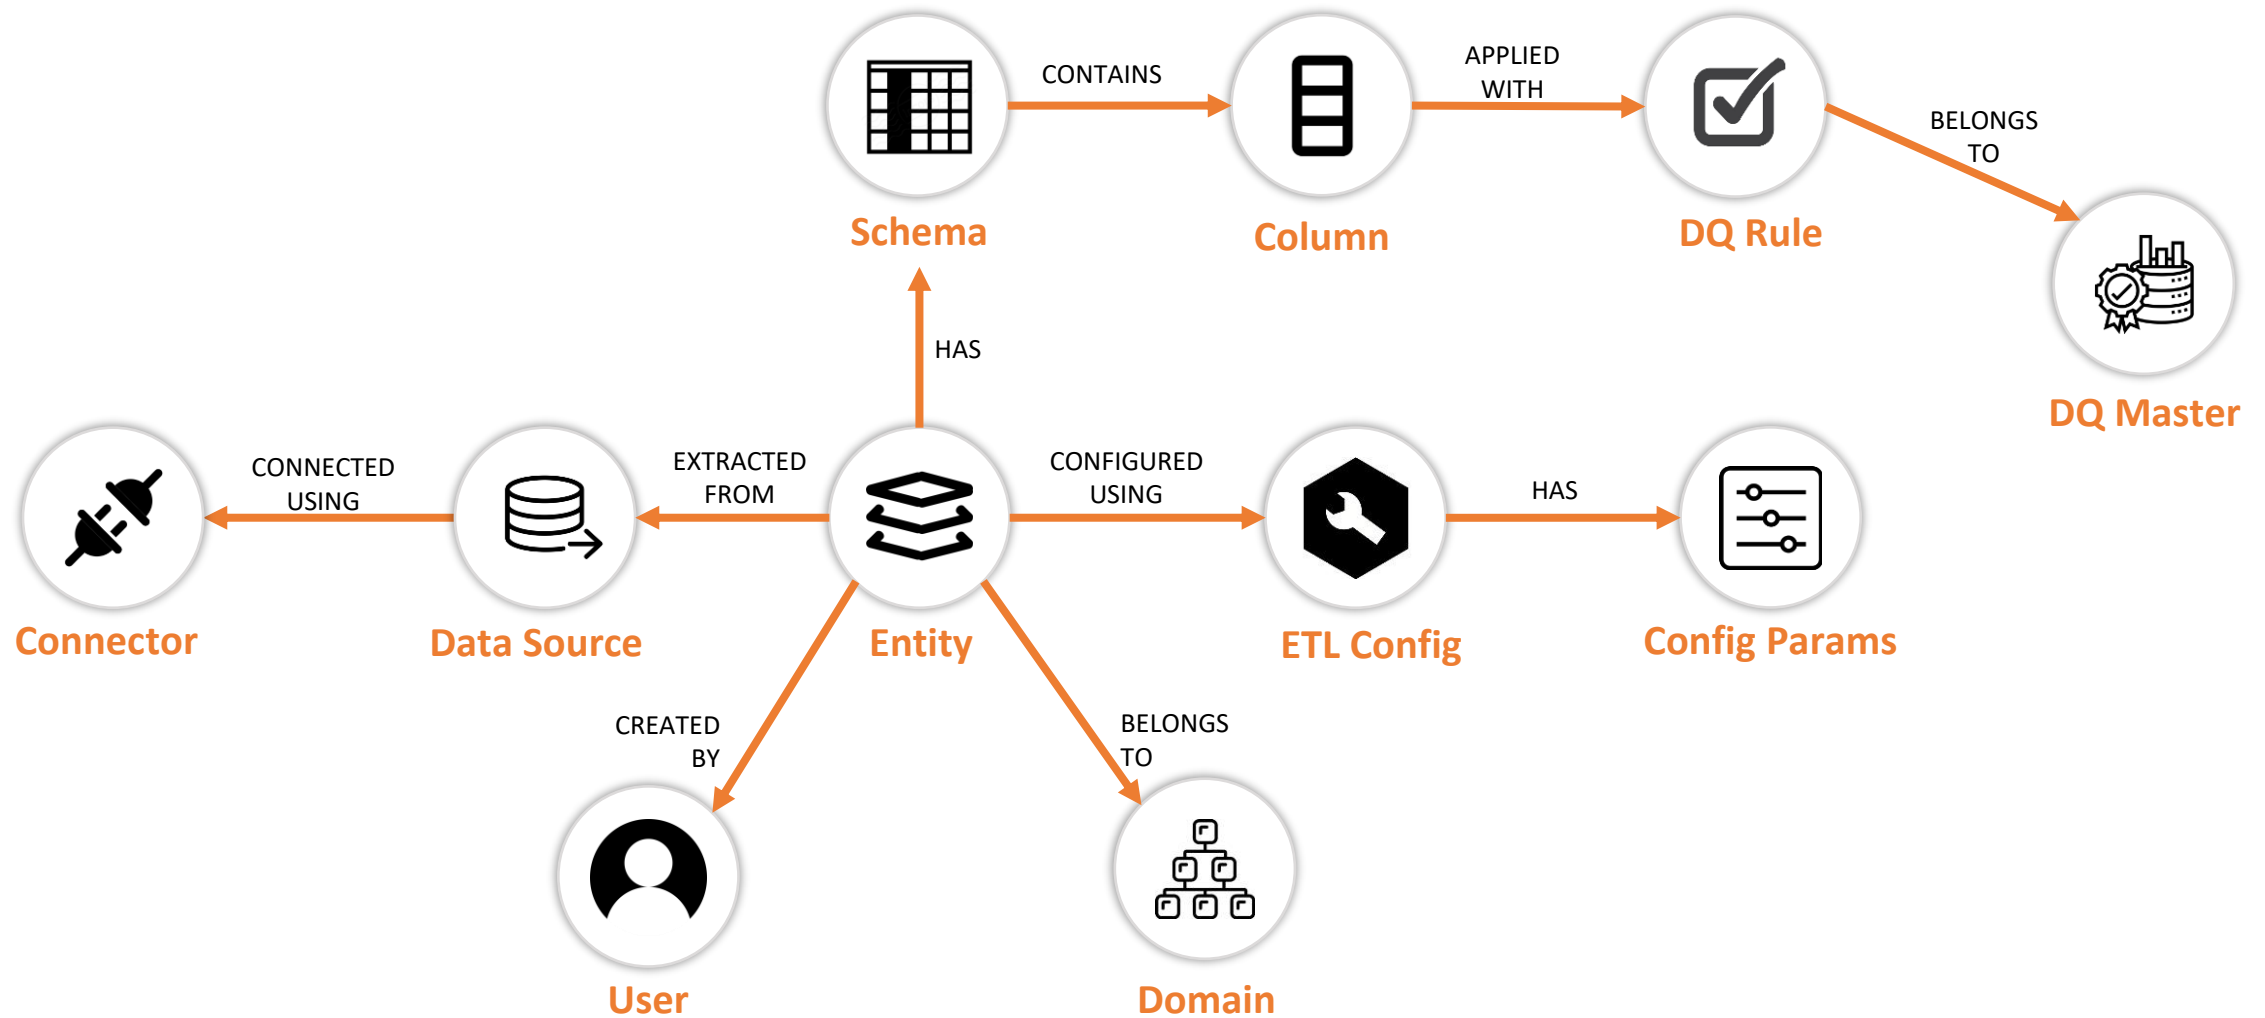 CONTAINS
APPLIED
WITH
BELONGS
TO
Schema
Column
DQ Rule
DQ Master
HAS
CONNECTED
USING
EXTRACTED
FROM
CONFIGURED
USING
HAS
Connector
Data Source
Entity
ETL Config
Config Params
CREATED
BY
BELONGS
TO
User
Domain